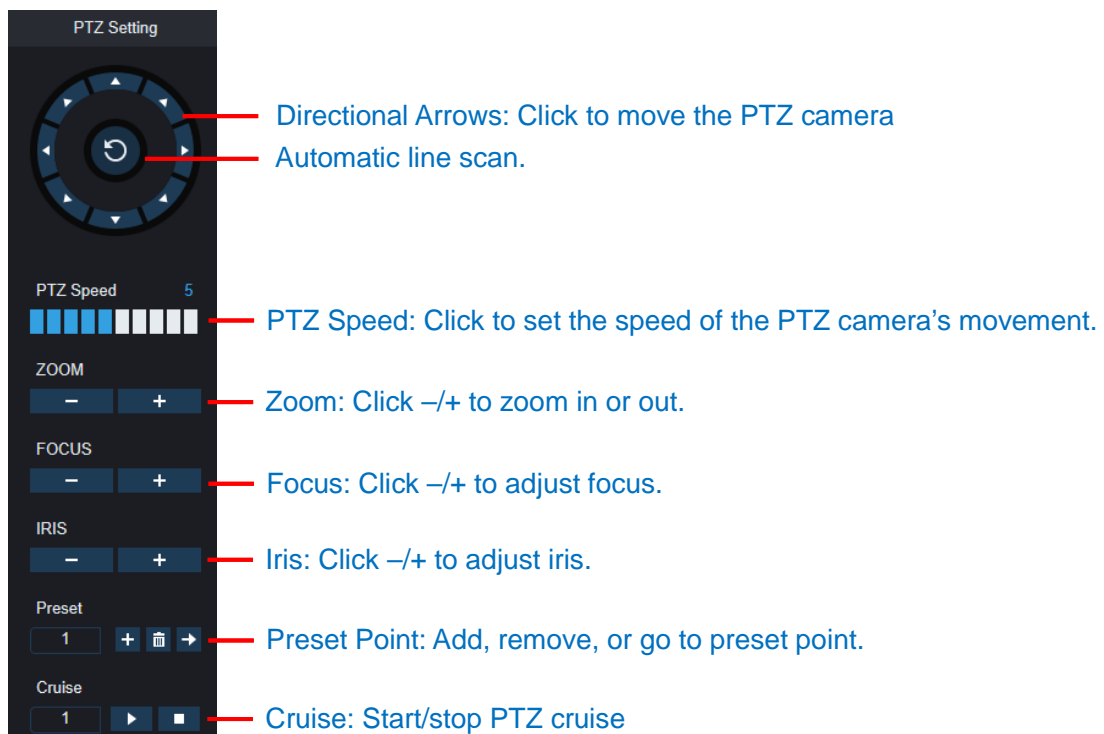 PTZ Setting
Directional Arrows: Click to move the PTZ camera
Automatic line scan.
PTZ Speed 5
PTZ Speed: Click to set the speed of the PTZ camera’s movement.
ZOOM
– +
Zoom: Click –/+ to zoom in or out.
FOCUS
– +
Focus: Click –/+ to adjust focus.
IRIS
– +
Iris: Click –/+ to adjust iris.
Preset
1 +
Preset Point: Add, remove, or go to preset point.
Cruise
1
Cruise: Start/stop PTZ cruise